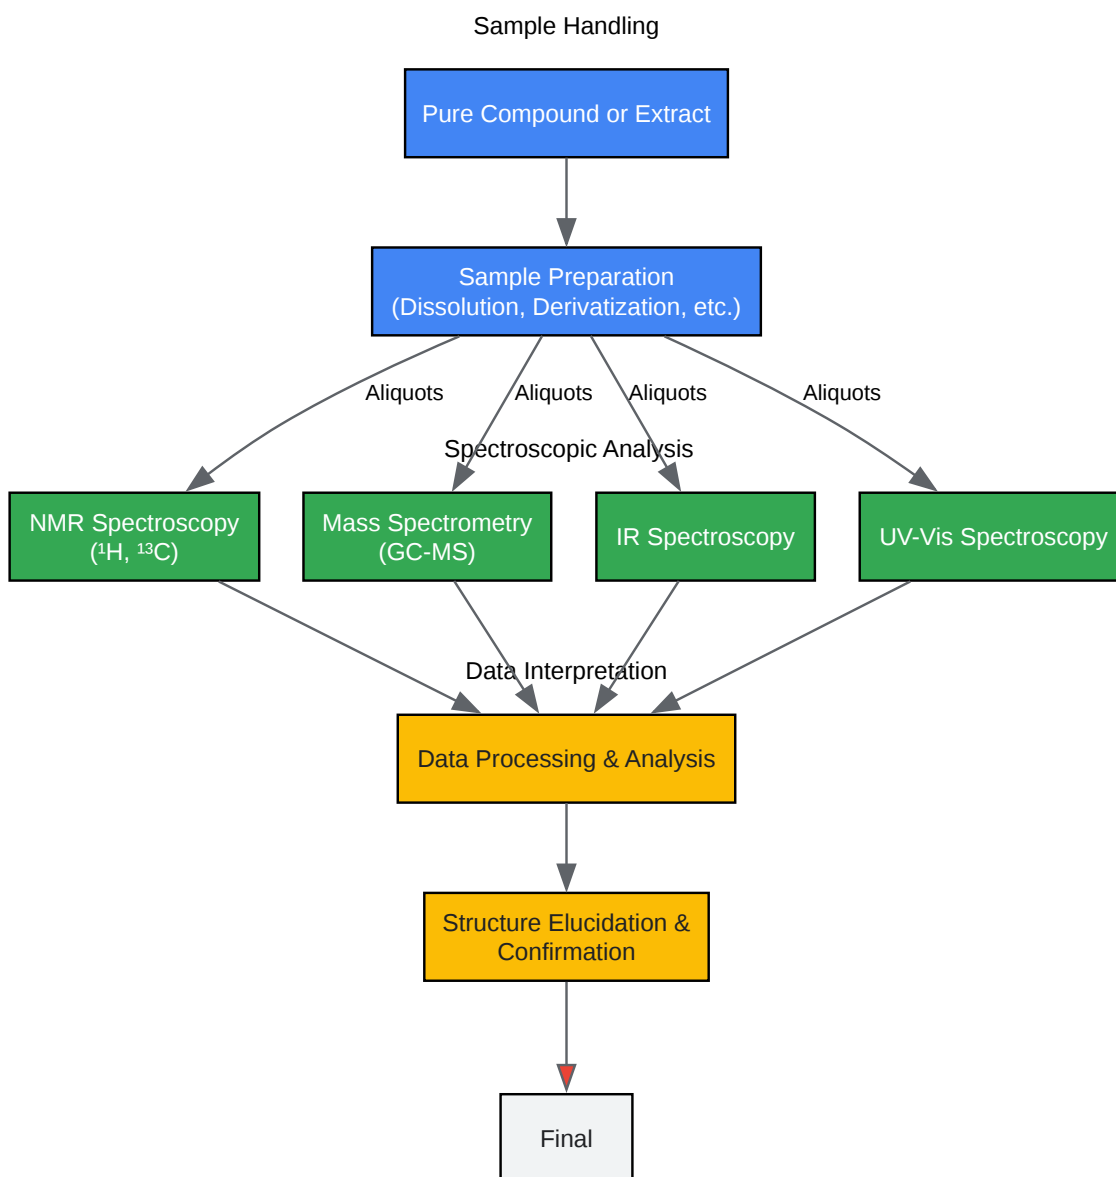 Sample Handling
Pure Compound or Extract
Sample Preparation
(Dissolution, Derivatization, etc.)
Aliquots
Aliquots
Aliquots
Aliquots
Spectroscopic Analysis
NMR Spectroscopy
(¹H, ¹³C)
Mass Spectrometry
(GC-MS)
IR Spectroscopy
UV-Vis Spectroscopy
Data Interpretation
Data Processing & Analysis
Structure Elucidation &
Confirmation
Final